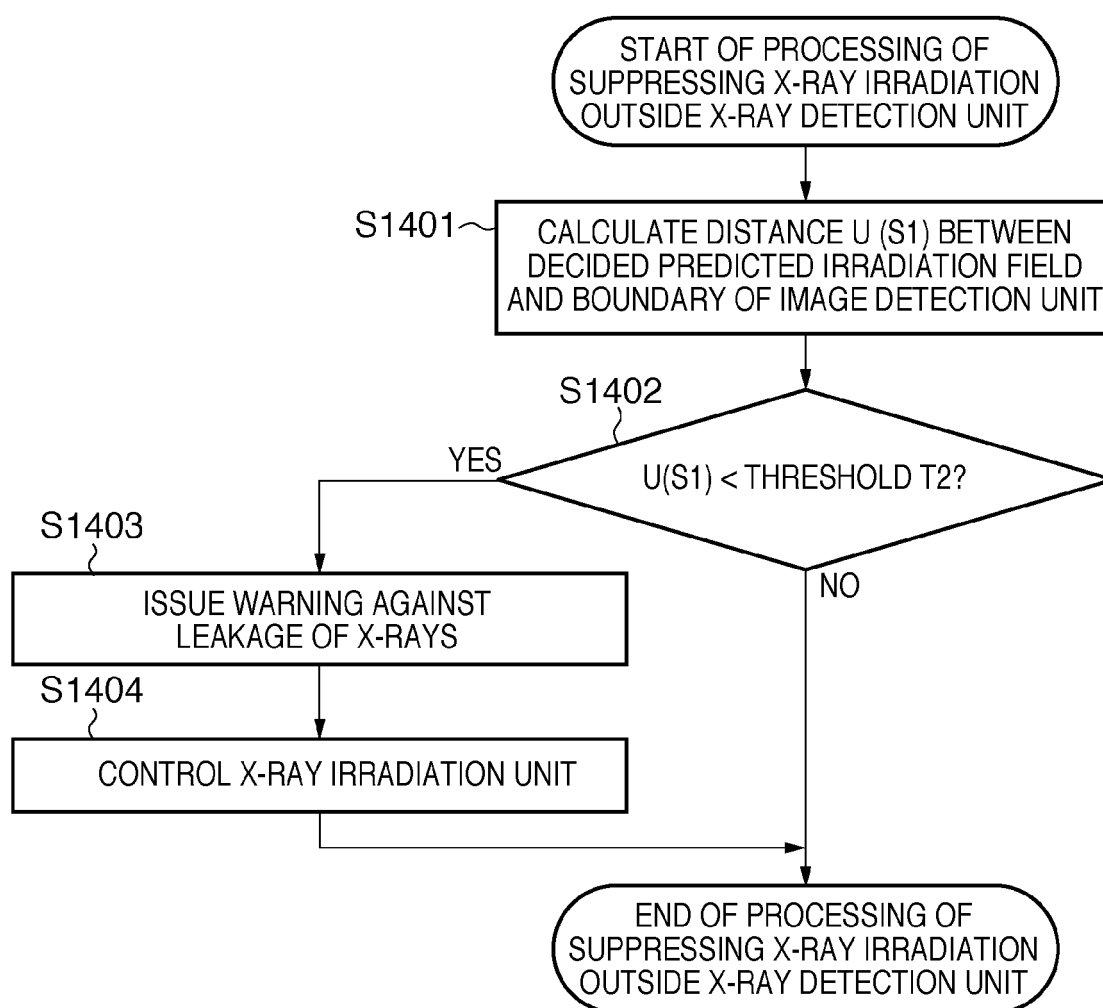 START OF PROCESSING OF
SUPPRESSING X-RAY IRRADIATION
OUTSIDE X-RAY DETECTION UNIT
S1401
CALCULATE DISTANCE U (S1) BETWEEN
DECIDED PREDICTED IRRADIATION FIELD
AND BOUNDARY OF IMAGE DETECTION UNIT
S1402
YES
U(S1) < THRESHOLD T2?
NO
S1403
ISSUE WARNING AGAINST
LEAKAGE OF X-RAYS
S1404
CONTROL X-RAY IRRADIATION UNIT
END OF PROCESSING OF
SUPPRESSING X-RAY IRRADIATION
OUTSIDE X-RAY DETECTION UNIT